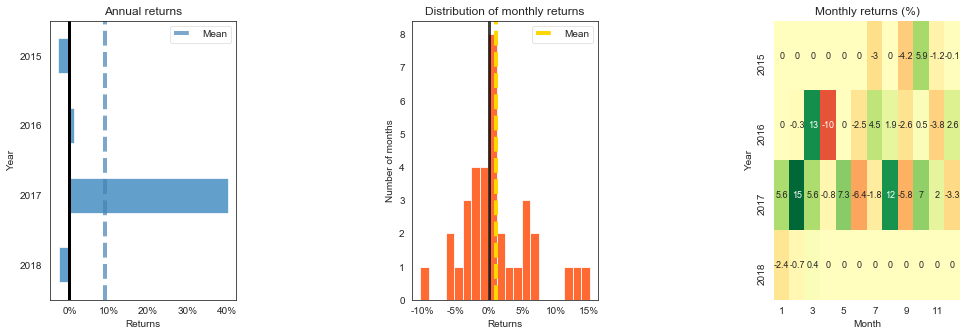 Annual returns
Mean
2015
2016
2017
2018
Year
0% 10% 20% 30% 40%
Returns
Distribution of monthly returns
Mean
8
7
6
5
4
3
2
1
0
Number of months
-10% -5% 0% 5% 10% 15%
Returns
Monthly returns (%)
2015 0 0 0 0 0 0 -3 0 -4.2 5.9 -1.2 -0.1
2016 0 -0.3 13 -10 0 -2.5 4.5 1.9 -2.6 0.5 -3.8 2.6
2017 5.6 15 5.6 -0.8 7.3 -6.4 -1.8 12 -5.8 7 2 -3.3
2018 -2.4 -0.7 0.4 0 0 0 0 0 0 0 0 0
Year
1 3 5 7 9 11
Month